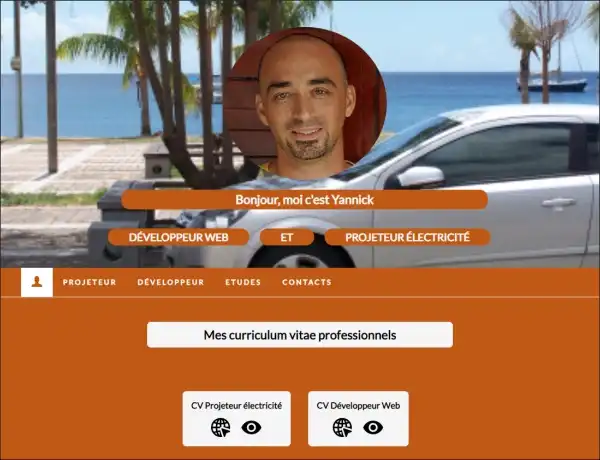 Bonjour, moi c'est Yannick
DÉVELOPPEUR WEB ET PROJETEUR ÉLECTRICITÉ
PROJETEUR DÉVELOPPEUR ETUDES CONTACTS
Mes curriculum vitae professionnels
CV Projeteur électricité CV Développeur Web